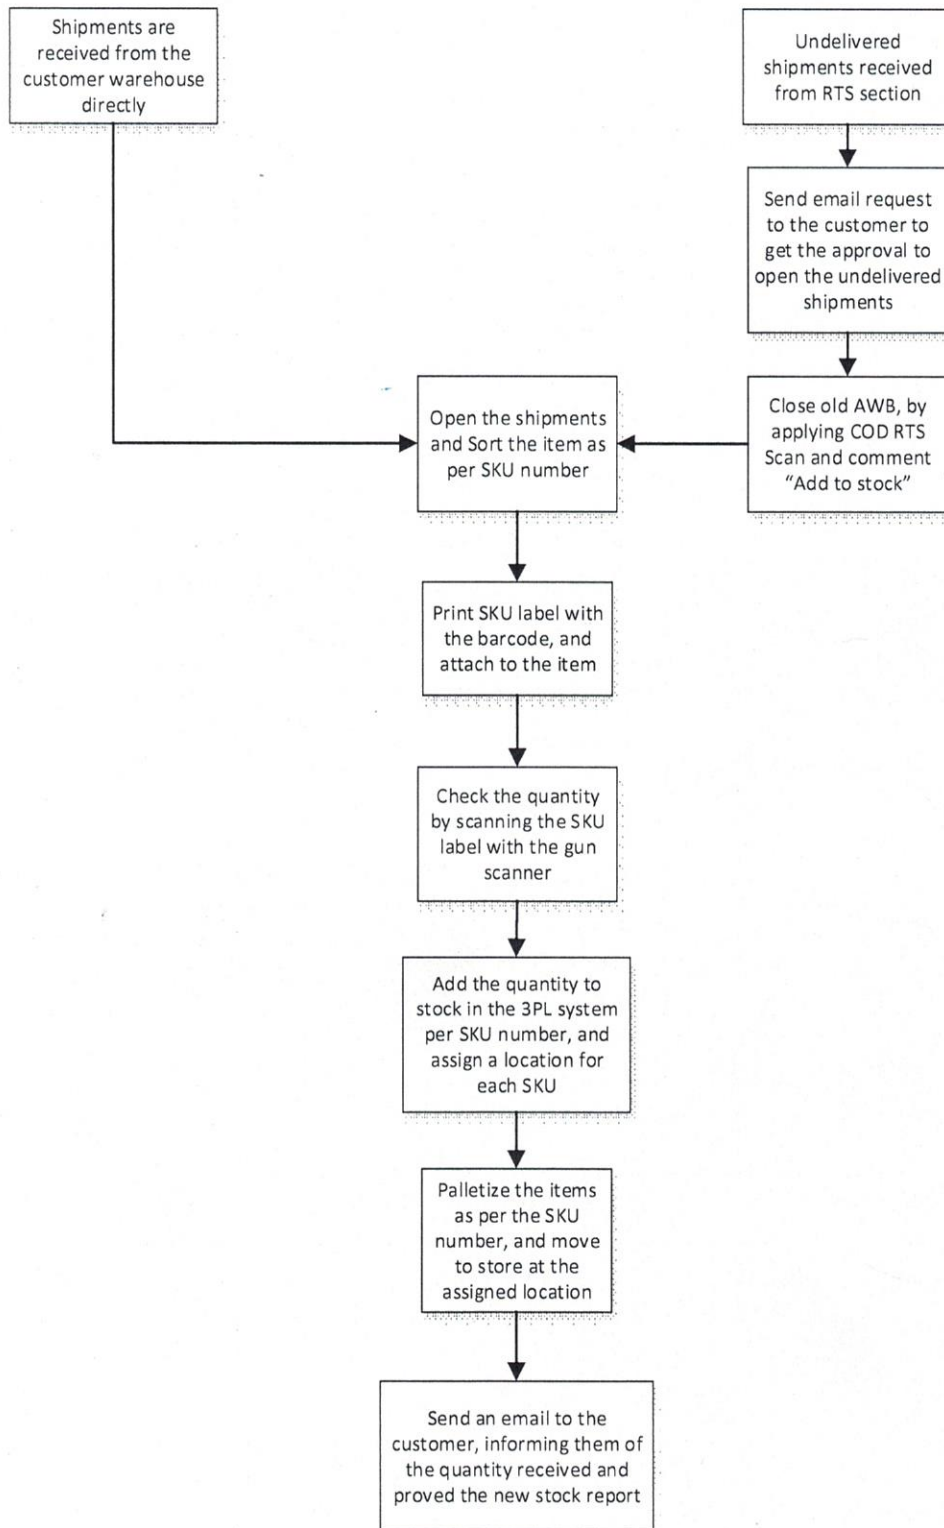 Shipments are
received from the
customer warehouse
directly
Undelivered
shipments received
from RTS section
Send email request
to the customer to
get the approval to
open the undelivered
shipments
Close old AWB, by
applying COD RTS
Scan and comment
“Add to stock”
Open the shipments
and Sort the item as
per SKU number
Print SKU label with
the barcode, and
attach to the item
Check the quantity
by scanning the SKU
label with the gun
scanner
Add the quantity to
stock in the 3PL system
per SKU number, and
assign a location for
each SKU
Palletize the items
as per the SKU
number, and move
to store at the
assigned location
Send an email to the
customer, informing them of
the quantity received and
proved the new stock report